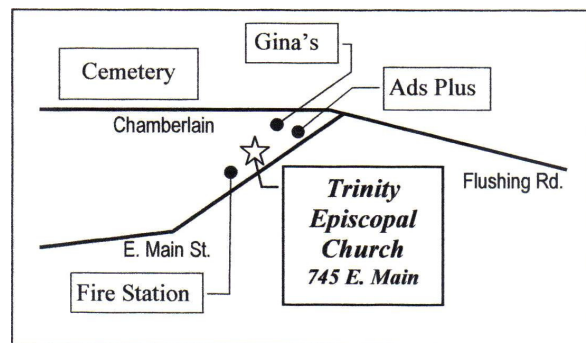 Gina's
Cemetery
Ads Plus
Chamberlain
Flushing Rd.
Trinity
Episcopal
Church
745 E. Main
E. Main St.
Fire Station